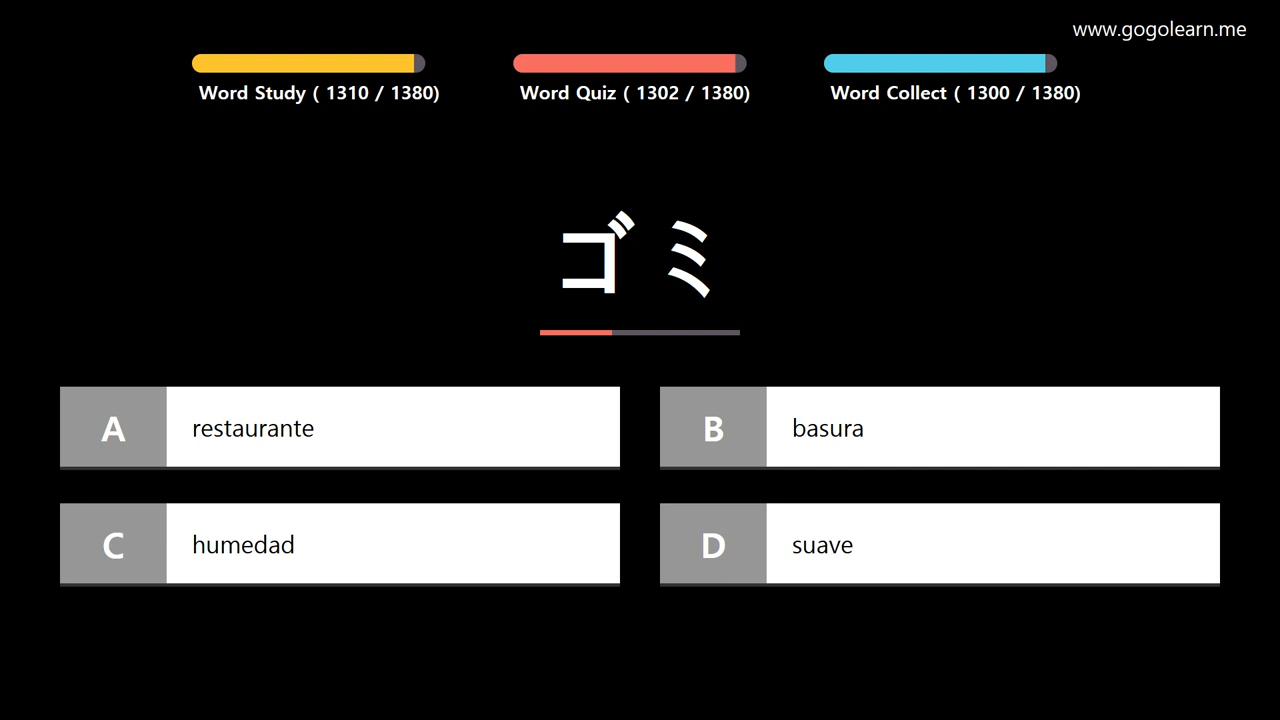 www.gogolearn.me
Word Study ( 1310 / 1380)
Word Quiz ( 1302 / 1380)
Word Collect ( 1300 / 1380)
ゴミ
A restaurante
B basura
C humedad
D suave